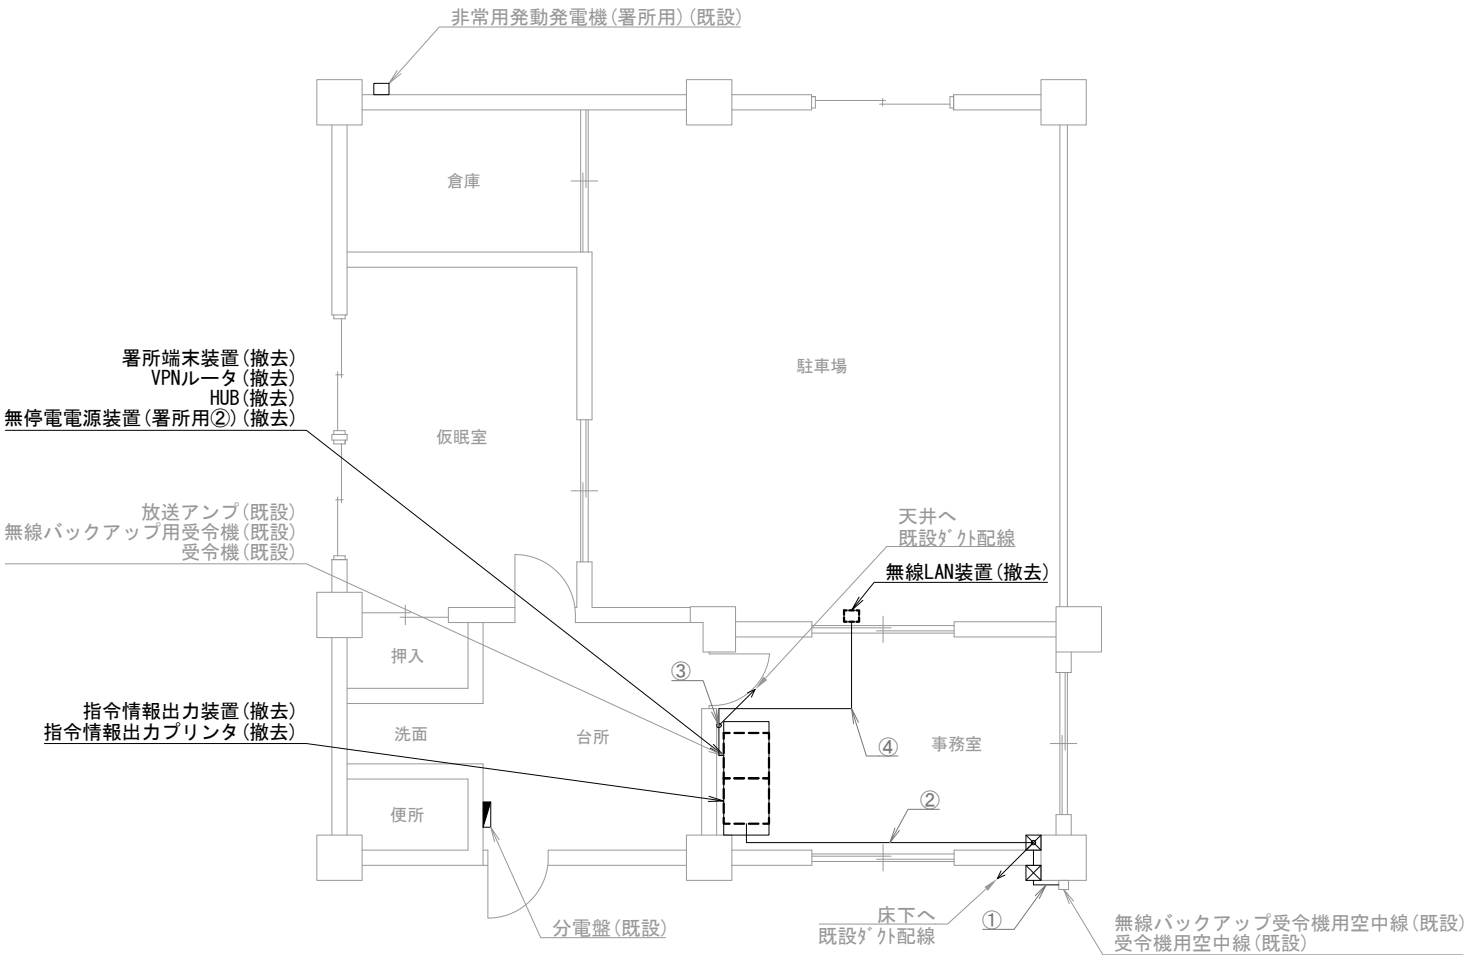 非常用発動発電機(署所用)(既設)
倉庫
駐車場
署所端末装置(撤去)
VPNルータ(撤去)
HUB(撤去)
無停電電源装置(署所用②)(撤去)
仮眠室
放送アンプ(既設)
無線バックアップ用受令機(既設)
受令機(既設)
天井へ
既設ﾀﾞｸﾄ配線
無線LAN装置(撤去)
押入
③
指令情報出力装置(撤去)
指令情報出力プリンタ(撤去)
洗面
台所
④
事務室
②
便所
分電盤(既設)
床下へ
既設ﾀﾞｸﾄ配線
①
無線バックアップ受令機用空中線(既設)
受令機用空中線(既設)